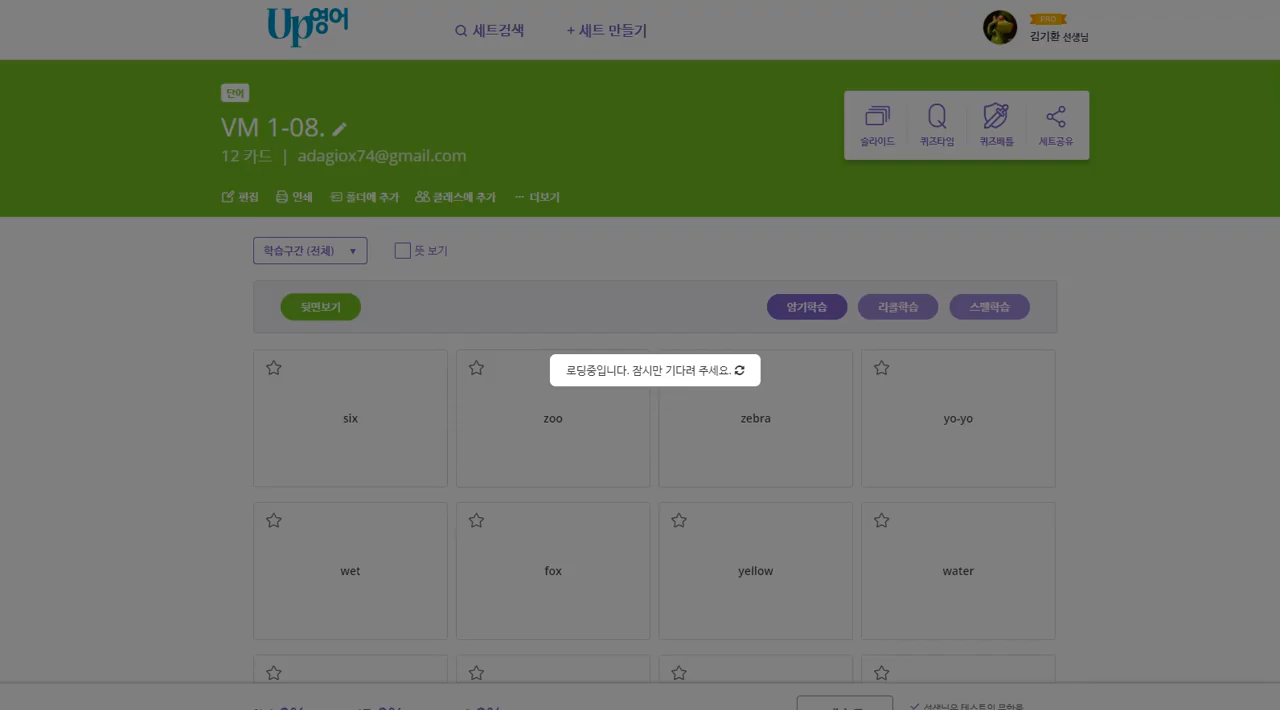 Up영어
세트검색
+ 세트 만들기
PRO
김기환 선생님
단어
VM 1-08.
12 카드 | adagiox74@gmail.com
슬라이드
퀴즈타임
퀴즈배틀
세트공유
편집
인쇄
폴더에 추가
클래스에 추가
··· 더보기
학습구간 (전체) ▼
뜻 보기
뒷면보기
암기학습
리콜학습
스펠학습
로딩중입니다. 잠시만 기다려 주세요.
six
zoo
zebra
yo-yo
wet
fox
yellow
water